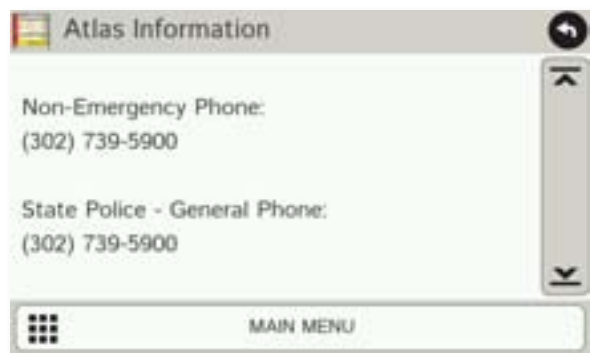 Atlas Information
Non-Emergency Phone:
(302) 739-5900
State Police - General Phone:
(302) 739-5900
MAIN MENU